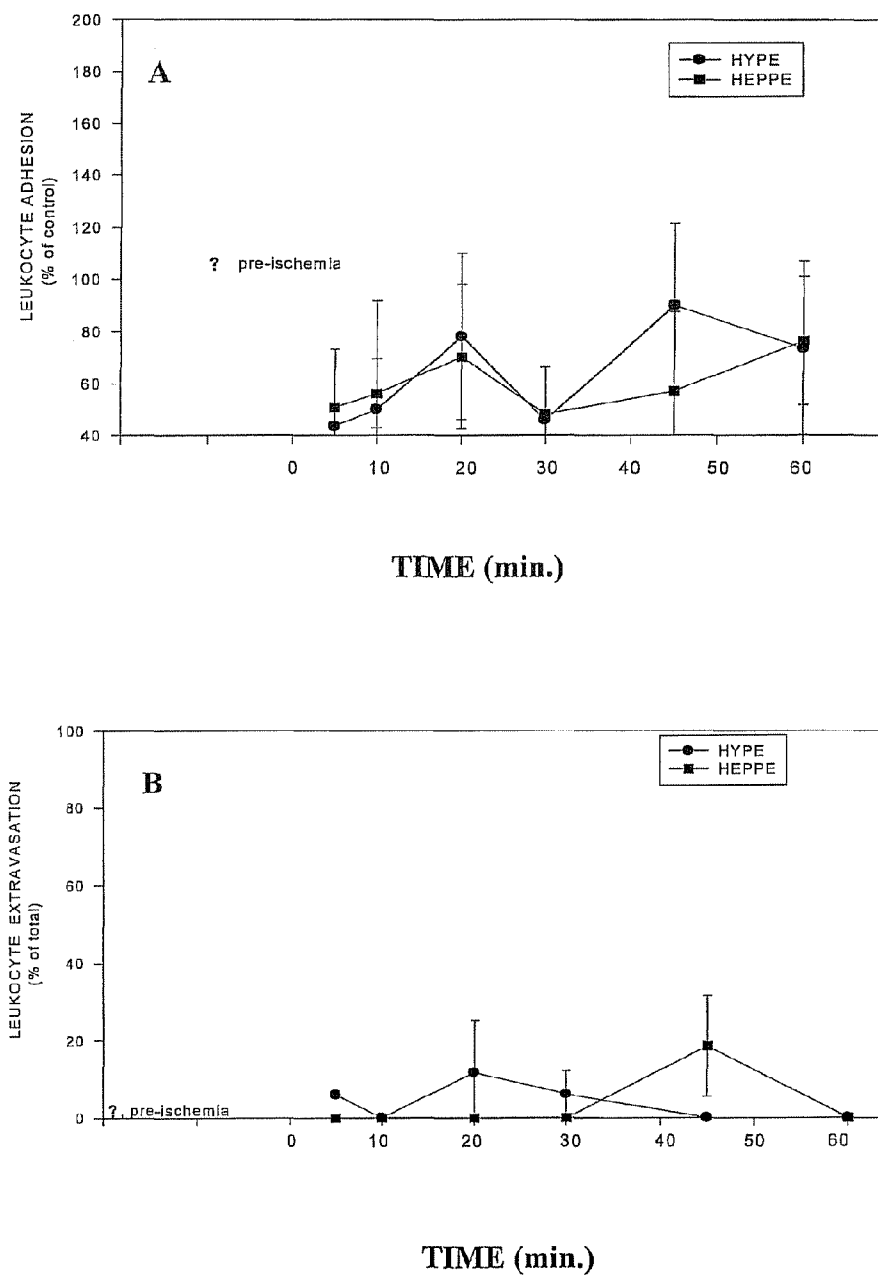 A
HYPE
HEPPE
LEUKOCYTE ADHESION
(% of control)
200
180
160
140
120
100
80
60
40
? pre-ischemia
0 10 20 30 40 50 60
TIME (min.)
B
HYPE
HEPPE
LEUKOCYTE EXTRAVASATION
(% of total)
100
80
60
40
20
0
?, pre-ischemia
0 10 20 30 40 50 60
TIME (min.)